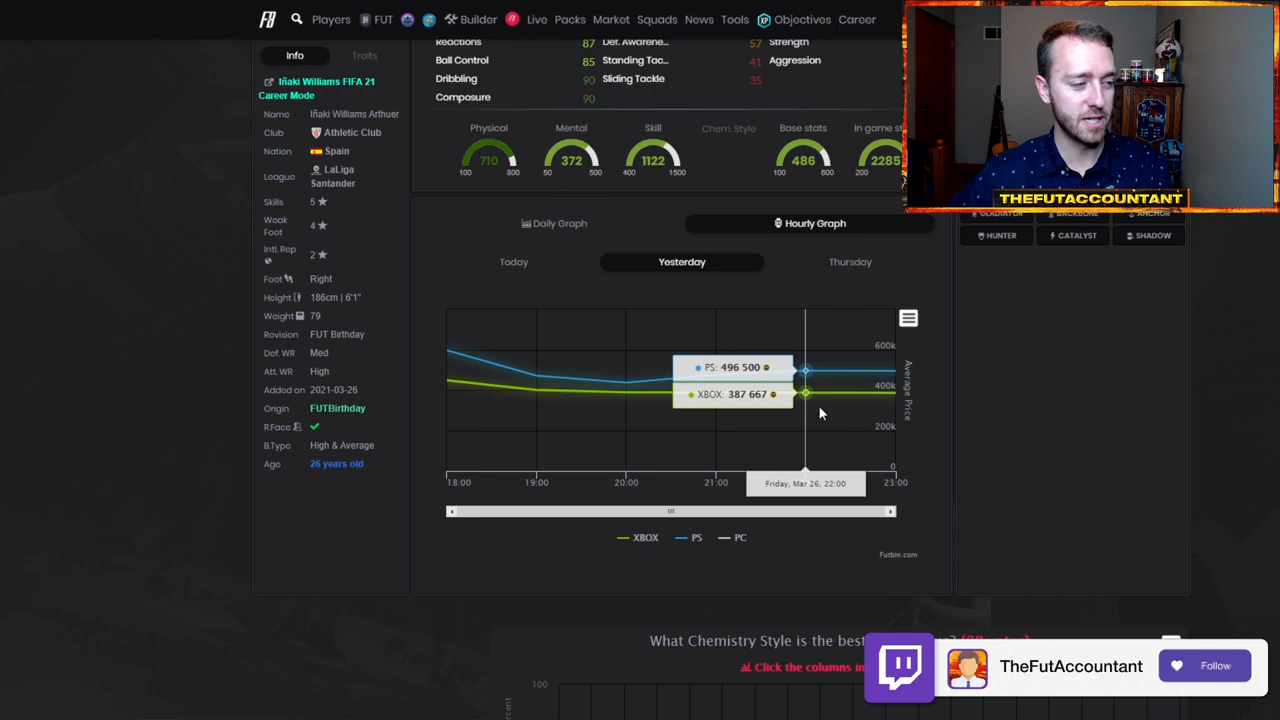 Players FUT Builder Live Packs Market Squads News Tools XP Objectives Career
Info Traits
Iñaki Williams FIFA 21
Career Mode
Name Iñaki Williams Arthuer
Club Athletic Club
Nation Spain
League LaLiga
Santander
Skills 5
Weak
Foot 4
Intl. Rep 2
Foot Right
Height 186cm | 6'1"
Weight 79
Revision FUT Birthday
Def. WR Med
Att. WR High
Added on 2021-03-26
Origin FUTBirthday
R.Face
B.Type High & Average
Age 26 years old
Reactions 87 Def. Awarene... 57 Strength
Ball Control 85 Standing Tac... 41 Aggression
Dribbling 90 Sliding Tackle 35
Composure 90
Physical Mental Skill Chem. Style Base stats In game st
710 372 1122 486 2285
100 800 50 500 400 1500 100 600 200
Daily Graph Hourly Graph
Today Yesterday Thursday
600k
400k
200k
0
Average Price
PS: 496 500
XBOX: 387 667
18:00 19:00 20:00 21:00 23:00
Friday, Mar 26, 22:00
XBOX PS PC
Futbin.com
THEFUTACCOUNTANT
GLADIATOR BACKBONE ANCHOR
HUNTER CATALYST SHADOW
What Chemistry Style is the bes
Click the columns in
100
TheFutAccountant Follow